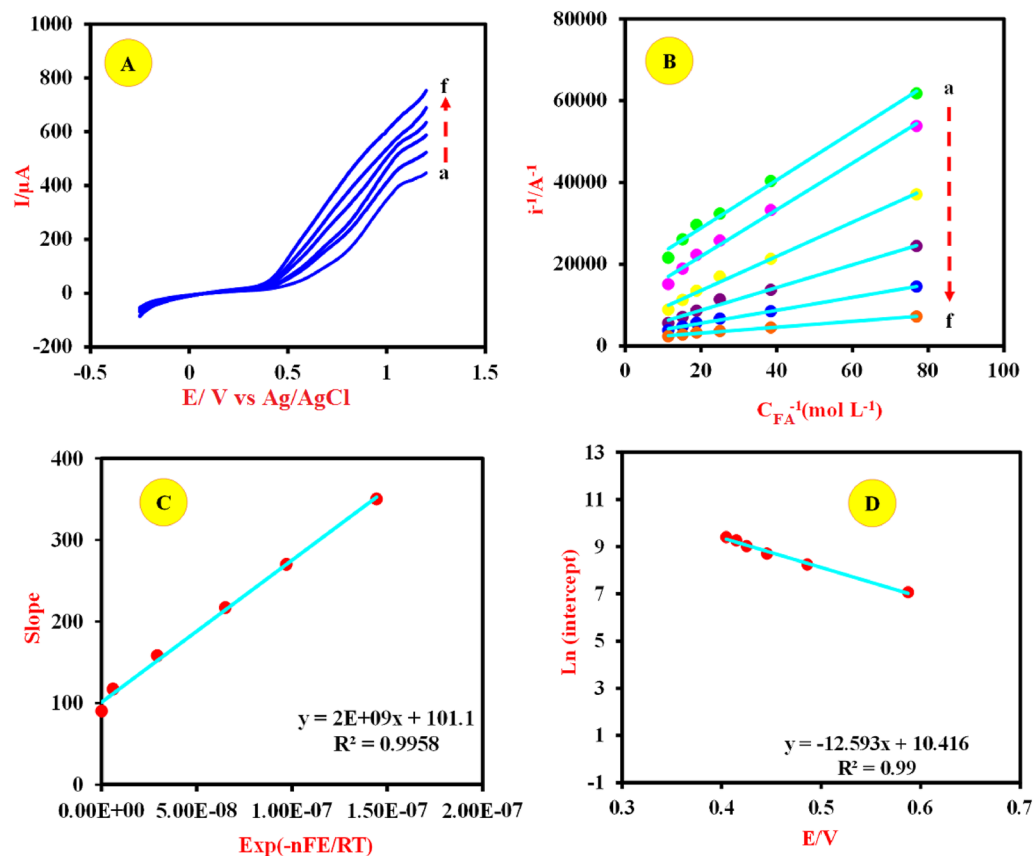 A
1000
800
600
400
200
0
-200
-0.5
0
0.5
1
1.5
f
a
I/µA
E/ V vs Ag/AgCl
B
80000
60000
40000
20000
0
0
20
40
60
80
100
a
f
i⁻¹/A⁻¹
C_FA⁻¹(mol L⁻¹)
C
400
300
200
100
0
0.00E+00
5.00E-08
1.00E-07
1.50E-07
2.00E-07
Slope
y = 2E+09x + 101.1
R² = 0.9958
Exp(-nFE/RT)
D
13
11
9
7
5
3
1
-1
0.3
0.4
0.5
0.6
0.7
Ln (intercept)
y = -12.593x + 10.416
R² = 0.99
E/V